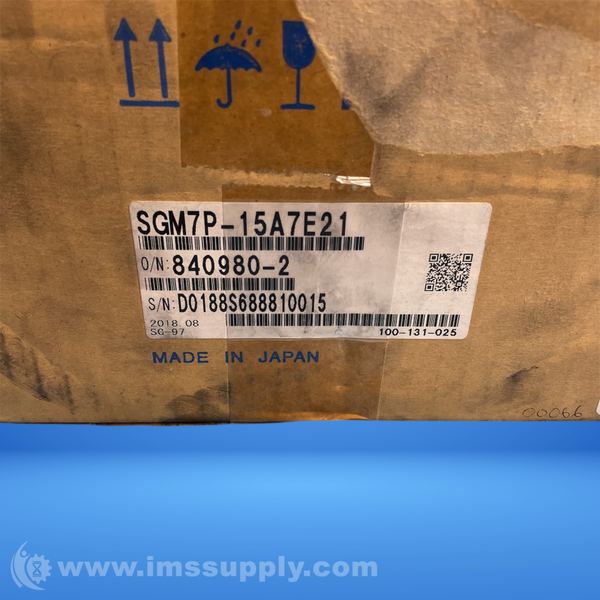 SGM7P-15A7E21
O/N: 840980-2
S/N: D0188S688810015
2018.08
SG-97
100-131-025
MADE IN JAPAN
00066
www.imssupply.com